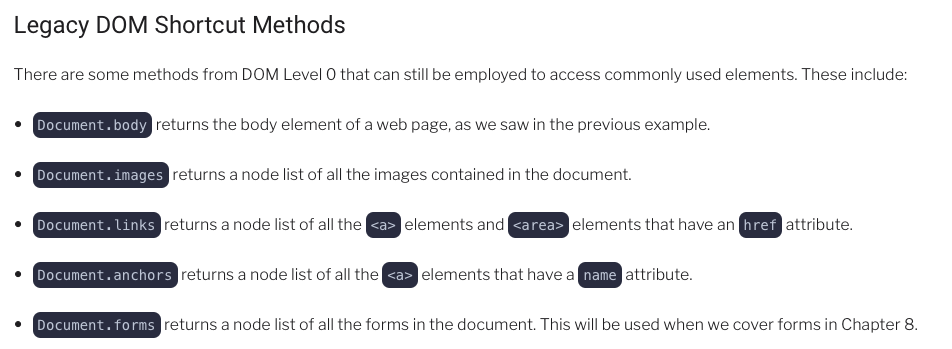 Legacy DOM Shortcut Methods
There are some methods from DOM Level 0 that can still be employed to access commonly used elements. These include:
• Document.body returns the body element of a web page, as we saw in the previous example.
• Document.images returns a node list of all the images contained in the document.
• Document.links returns a node list of all the <a> elements and <area> elements that have an href attribute.
• Document.anchors returns a node list of all the <a> elements that have a name attribute.
• Document.forms returns a node list of all the forms in the document. This will be used when we cover forms in Chapter 8.